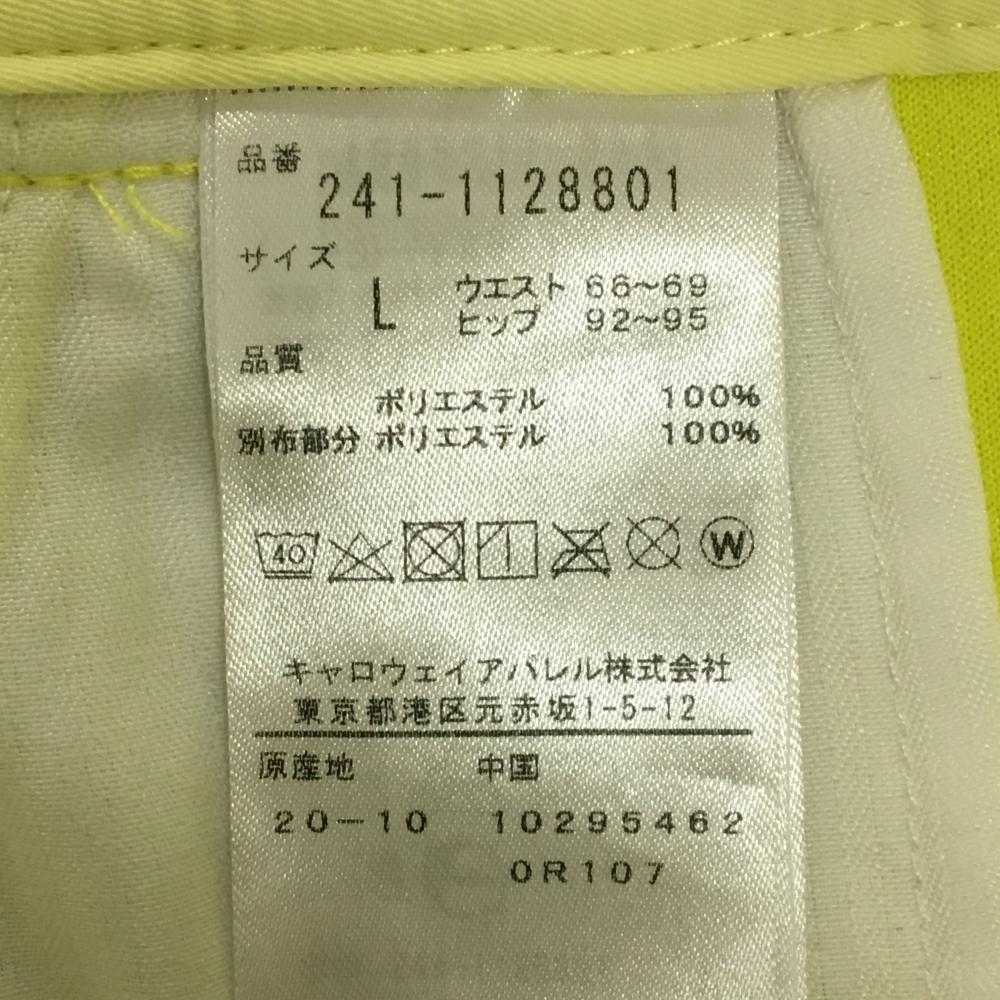 品番
241-1128801
サイズ
L ウエスト 66～69
ヒップ 92～95
品質
ポリエステル 100%
別布部分 ポリエステル 100%
40 W
キャロウェイアパレル株式会社
東京都港区元赤坂1-5-12
原産地 中国
20-10 10295462
0R107